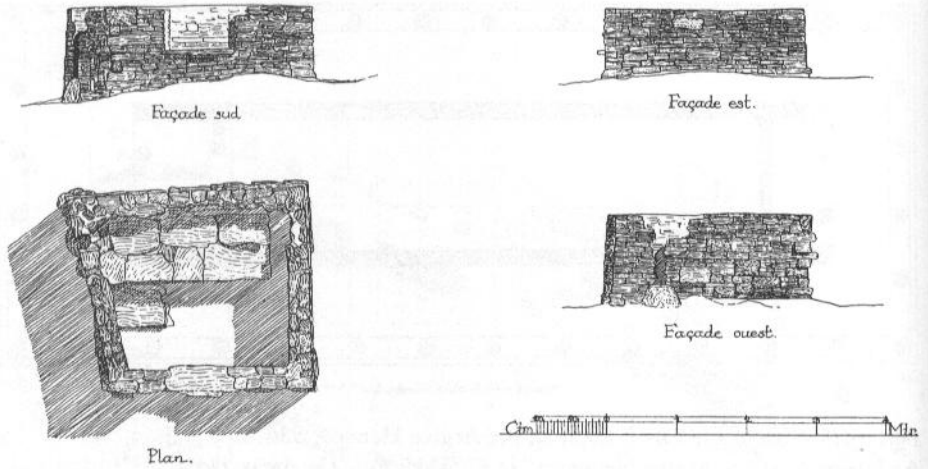 Façade sud
Façade est.
Façade ouest.
Plan.
Ctm.
Mtr.